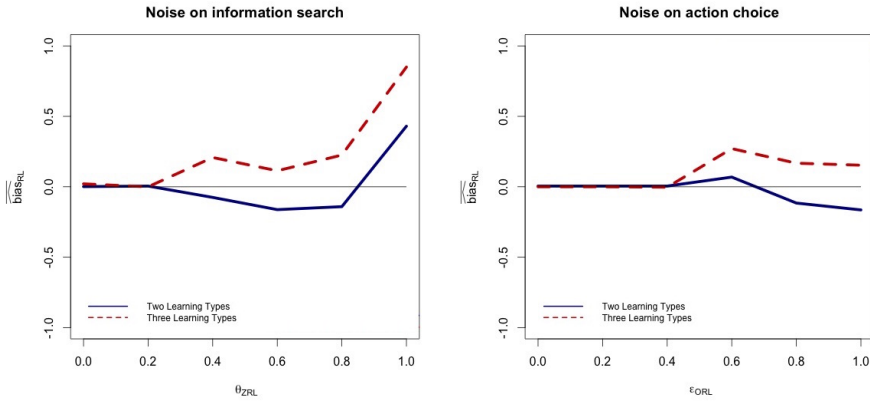 Noise on information search
bias_RL
1.0
0.5
0.0
-0.5
-1.0
Two Learning Types
Three Learning Types
0.0 0.2 0.4 0.6 0.8 1.0
θ_ZRL
Noise on action choice
bias_RL
1.0
0.5
0.0
-0.5
-1.0
Two Learning Types
Three Learning Types
0.0 0.2 0.4 0.6 0.8 1.0
ε_ORL